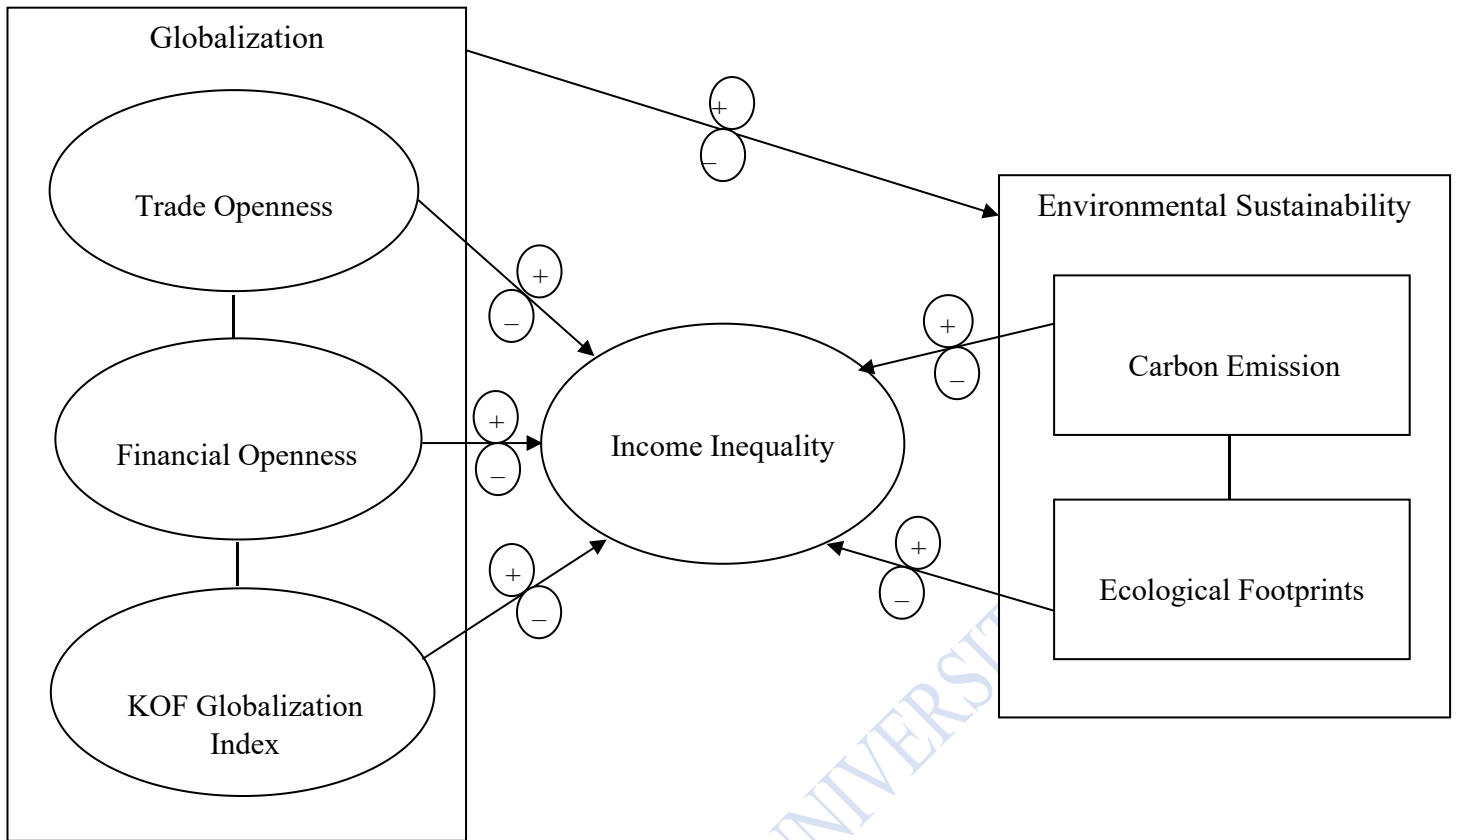 Globalization
Trade Openness
Financial Openness
KOF Globalization
Index
+
–
+
–
+
–
+
–
Income Inequality
+
–
+
–
Environmental Sustainability
Carbon Emission
Ecological Footprints